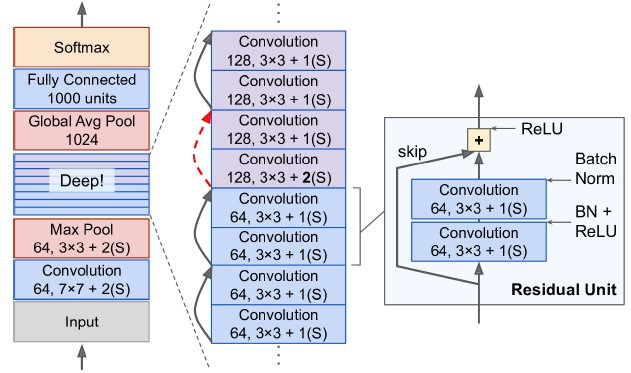 Softmax
Fully Connected
1000 units
Global Avg Pool
1024
Deep!
Max Pool
64, 3×3 + 2(S)
Convolution
64, 7×7 + 2(S)
Input
Convolution
128, 3×3 + 1(S)
Convolution
128, 3×3 + 1(S)
Convolution
128, 3×3 + 1(S)
Convolution
128, 3×3 + 2(S)
Convolution
64, 3×3 + 1(S)
Convolution
64, 3×3 + 1(S)
Convolution
64, 3×3 + 1(S)
Convolution
64, 3×3 + 1(S)
ReLU
+
skip
Batch
Norm
Convolution
64, 3×3 + 1(S)
BN +
ReLU
Convolution
64, 3×3 + 1(S)
Residual Unit